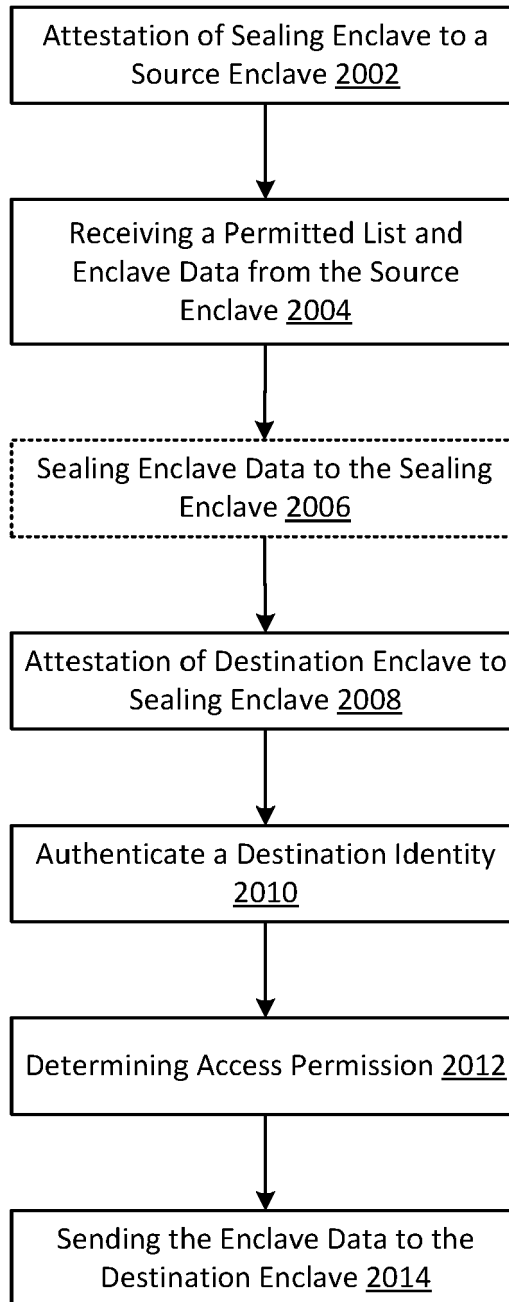 Attestation of Sealing Enclave to a
Source Enclave 2002
Receiving a Permitted List and
Enclave Data from the Source
Enclave 2004
Sealing Enclave Data to the Sealing
Enclave 2006
Attestation of Destination Enclave to
Sealing Enclave 2008
Authenticate a Destination Identity
2010
Determining Access Permission 2012
Sending the Enclave Data to the
Destination Enclave 2014